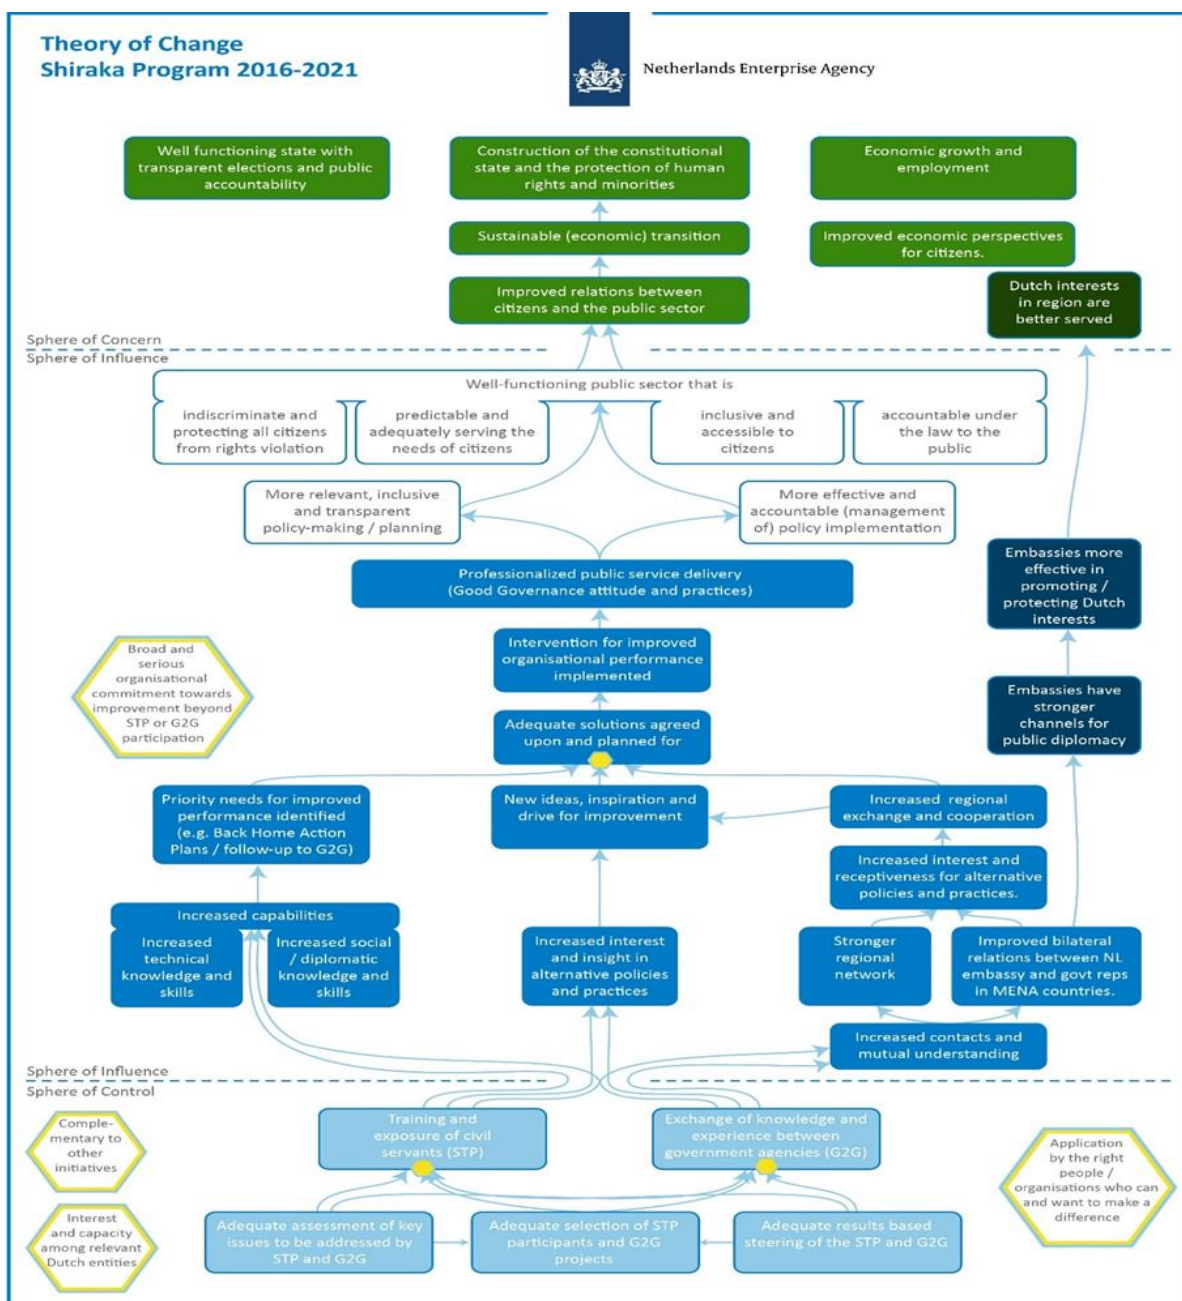 Theory of Change
Shiraka Program 2016-2021
Netherlands Enterprise Agency
Well functioning state with
transparent elections and public
accountability
Construction of the constitutional
state and the protection of human
rights and minorities
Economic growth and
employment
Sustainable (economic) transition
Improved economic perspectives
for citizens.
Improved relations between
citizens and the public sector
Dutch interests
in region are
better served
Sphere of Concern
Sphere of Influence
Well-functioning public sector that is
indiscriminate and
protecting all citizens
from rights violation
predictable and
adequately serving the
needs of citizens
inclusive and
accessible to
citizens
accountable under
the law to the
public
More relevant, inclusive
and transparent
policy-making / planning
More effective and
accountable (management
of) policy implementation
Professionalized public service delivery
(Good Governance attitude and practices)
Embassies more
effective in
promoting /
protecting Dutch
interests
Intervention for improved
organisational performance
implemented
Broad and
serious
organisational
commitment towards
improvement beyond
STP or G2G
participation
Embassies have
stronger
channels for
public diplomacy
Adequate solutions agreed
upon and planned for
Priority needs for improved
performance identified
(e.g. Back Home Action
Plans / follow-up to G2G)
New ideas, inspiration and
drive for improvement
Increased regional
exchange and cooperation
Increased interest and
receptiveness for alternative
policies and practices.
Increased capabilities
Increased
technical
knowledge and
skills
Increased social
/ diplomatic
knowledge and
skills
Increased interest
and insight in
alternative policies
and practices
Stronger
regional
network
Improved bilateral
relations between NL
embassy and govt reps
in MENA countries.
Increased contacts and
mutual understanding
Sphere of Influence
Sphere of Control
Training and
exposure of civil
servants (STP)
Exchange of knowledge and
experience between
government agencies (G2G)
Comple-
mentary to
other
initiatives
Application
by the right
people /
organisations who can
and want to make a
difference
Interest
and capacity
among relevant
Dutch entities
Adequate assessment of key
issues to be addressed by
STP and G2G
Adequate selection of STP
participants and G2G
projects
Adequate results based
steering of the STP and G2G